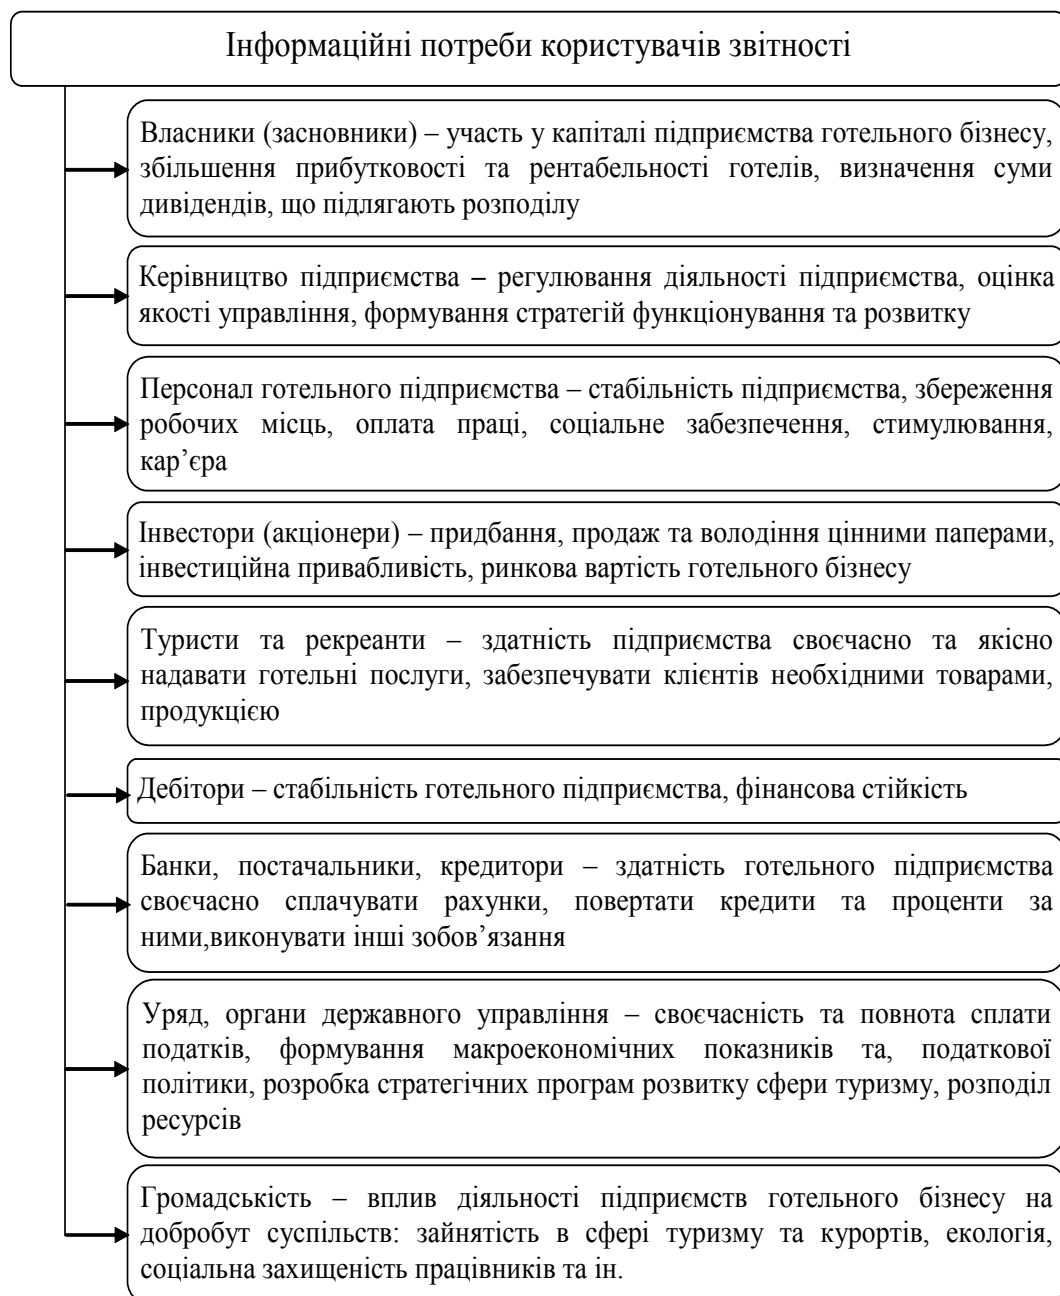 Інформаційні потреби користувачів звітності
Власники (засновники) – участь у капіталі підприємства готельного бізнесу,
збільшення прибутковості та рентабельності готелів, визначення суми
дивідендів, що підлягають розподілу
Керівництво підприємства – регулювання діяльності підприємства, оцінка
якості управління, формування стратегій функціонування та розвитку
Персонал готельного підприємства – стабільність підприємства, збереження
робочих місць, оплата праці, соціальне забезпечення, стимулювання,
кар’єра
Інвестори (акціонери) – придбання, продаж та володіння цінними паперами,
інвестиційна привабливість, ринкова вартість готельного бізнесу
Туристи та рекреанти – здатність підприємства своєчасно та якісно
надавати готельні послуги, забезпечувати клієнтів необхідними товарами,
продукцією
Дебітори – стабільність готельного підприємства, фінансова стійкість
Банки, постачальники, кредитори – здатність готельного підприємства
своєчасно сплачувати рахунки, повертати кредити та проценти за
ними,виконувати інші зобов’язання
Уряд, органи державного управління – своєчасність та повнота сплати
податків, формування макроекономічних показників та, податкової
політики, розробка стратегічних програм розвитку сфери туризму, розподіл
ресурсів
Громадськість – вплив діяльності підприємств готельного бізнесу на
добробут суспільств: зайнятість в сфері туризму та курортів, екологія,
соціальна захищеність працівників та ін.